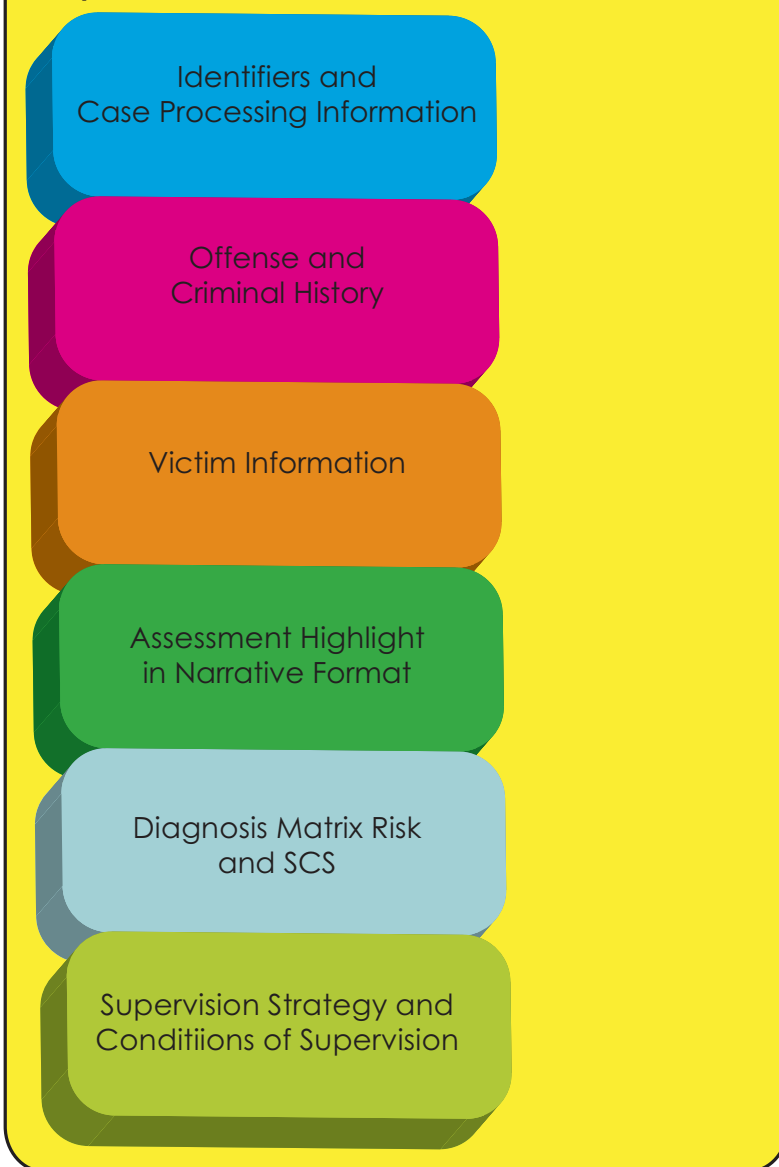 Identifiers and
Case Processing Information
Offense and
Criminal History
Victim Information
Assessment Highlight
in Narrative Format
Diagnosis Matrix Risk
and SCS
Supervision Strategy and
Conditiions of Supervision